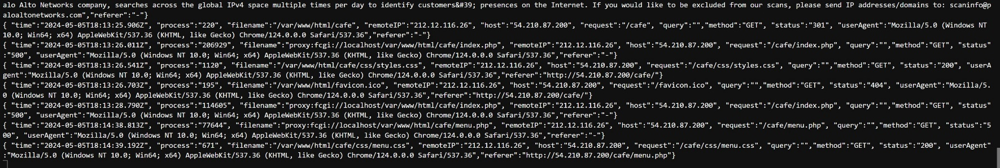 alo Alto Networks company, searches across the global IPv4 space multiple times per day to identify customers&#39; presences on the Internet. If you would like to be excluded from our scans, please send IP addresses/domains to: scaninfo@p
aloaltonetworks.com","referer":"-"}
{ "time":"2024-05-05T18:13:25.906Z", "process":"220", "filename":"/var/www/html/cafe", "remoteIP":"212.12.116.26", "host":"54.210.87.200", "request":"/cafe", "query":"","method":"GET", "status":"301", "userAgent":"Mozilla/5.0 (Windows NT
10.0; Win64; x64) AppleWebKit/537.36 (KHTML, like Gecko) Chrome/124.0.0.0 Safari/537.36","referer":"-"}
{ "time":"2024-05-05T18:13:26.011Z", "process":"206929", "filename":"proxy:fcgi://localhost/var/www/html/cafe/index.php", "remoteIP":"212.12.116.26", "host":"54.210.87.200", "request":"/cafe/index.php", "query":"","method":"GET", "status"
:"500", "userAgent":"Mozilla/5.0 (Windows NT 10.0; Win64; x64) AppleWebKit/537.36 (KHTML, like Gecko) Chrome/124.0.0.0 Safari/537.36","referer":"-"}
{ "time":"2024-05-05T18:13:26.541Z", "process":"1120", "filename":"/var/www/html/cafe/css/styles.css", "remoteIP":"212.12.116.26", "host":"54.210.87.200", "request":"/cafe/css/styles.css", "query":"","method":"GET", "status":"200", "userA
gent":"Mozilla/5.0 (Windows NT 10.0; Win64; x64) AppleWebKit/537.36 (KHTML, like Gecko) Chrome/124.0.0.0 Safari/537.36","referer":"http://54.210.87.200/cafe/"}
{ "time":"2024-05-05T18:13:26.703Z", "process":"195", "filename":"/var/www/html/favicon.ico", "remoteIP":"212.12.116.26", "host":"54.210.87.200", "request":"/favicon.ico", "query":"","method":"GET", "status":"404", "userAgent":"Mozilla/5.
0 (Windows NT 10.0; Win64; x64) AppleWebKit/537.36 (KHTML, like Gecko) Chrome/124.0.0.0 Safari/537.36","referer":"http://54.210.87.200/cafe/"}
{ "time":"2024-05-05T18:13:28.790Z", "process":"114605", "filename":"proxy:fcgi://localhost/var/www/html/cafe/index.php", "remoteIP":"212.12.116.26", "host":"54.210.87.200", "request":"/cafe/index.php", "query":"","method":"GET", "status"
:"500", "userAgent":"Mozilla/5.0 (Windows NT 10.0; Win64; x64) AppleWebKit/537.36 (KHTML, like Gecko) Chrome/124.0.0.0 Safari/537.36","referer":"-"}
{ "time":"2024-05-05T18:14:38.813Z", "process":"77644", "filename":"proxy:fcgi://localhost/var/www/html/cafe/menu.php", "remoteIP":"212.12.116.26", "host":"54.210.87.200", "request":"/cafe/menu.php", "query":"","method":"GET", "status":"5
00", "userAgent":"Mozilla/5.0 (Windows NT 10.0; Win64; x64) AppleWebKit/537.36 (KHTML, like Gecko) Chrome/124.0.0.0 Safari/537.36","referer":"-"}
{ "time":"2024-05-05T18:14:39.192Z", "process":"671", "filename":"/var/www/html/cafe/css/menu.css", "remoteIP":"212.12.116.26", "host":"54.210.87.200", "request":"/cafe/css/menu.css", "query":"","method":"GET", "status":"200", "userAgent"
:"Mozilla/5.0 (Windows NT 10.0; Win64; x64) AppleWebKit/537.36 (KHTML, like Gecko) Chrome/124.0.0.0 Safari/537.36","referer":"http://54.210.87.200/cafe/menu.php"}